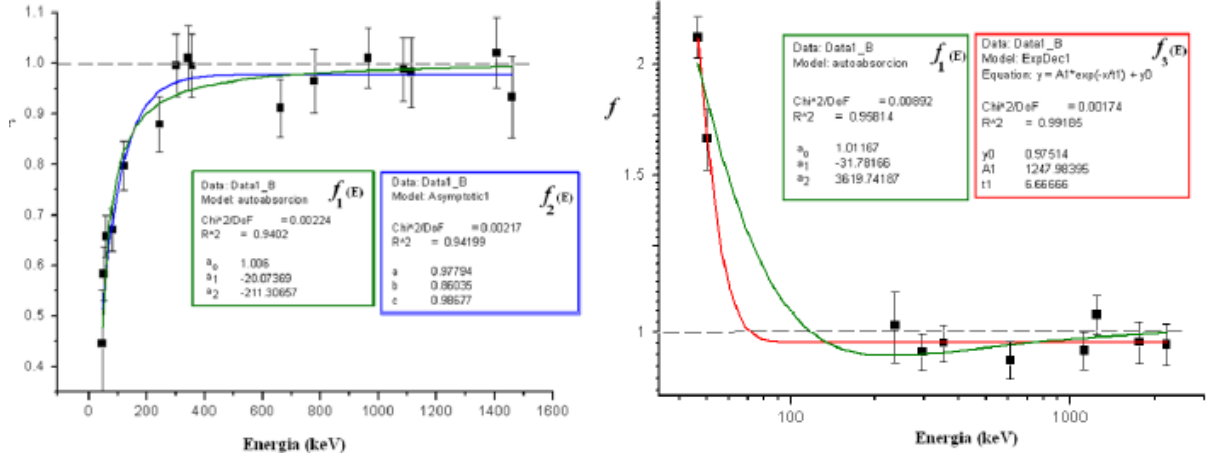 1.1
1.0
0.9
0.8
0.7
0.6
0.5
0.4
0 200 400 600 800 1000 1200 1400 1600
Energia (keV)
Data: Data1_B
Model: autoabsorcion
f1(E)
Chi^2/DoF = 0.00224
R^2 = 0.9402
a0 1.006
a1 -20.07369
a2 -211.30657
Data: Data1_B
Model: Asymptotic1
f2(E)
Chi^2/DoF = 0.00217
R^2 = 0.94199
a 0.97794
b 0.86035
c 0.98677
f
2
1.5
1
100 1000
Energia (keV)
Data: Data1_B
Model: autoabsorcion
f1(E)
Chi^2/DoF = 0.00892
R^2 = 0.95814
a0 1.01167
a1 -31.78166
a2 3619.74187
Data: Data1_B
Model: ExpDec1
f3(E)
Equation: y = A1*exp(-x/t1) + y0
Chi^2/DoF = 0.00174
R^2 = 0.99185
y0 0.97514
A1 1247.98395
t1 6.66666